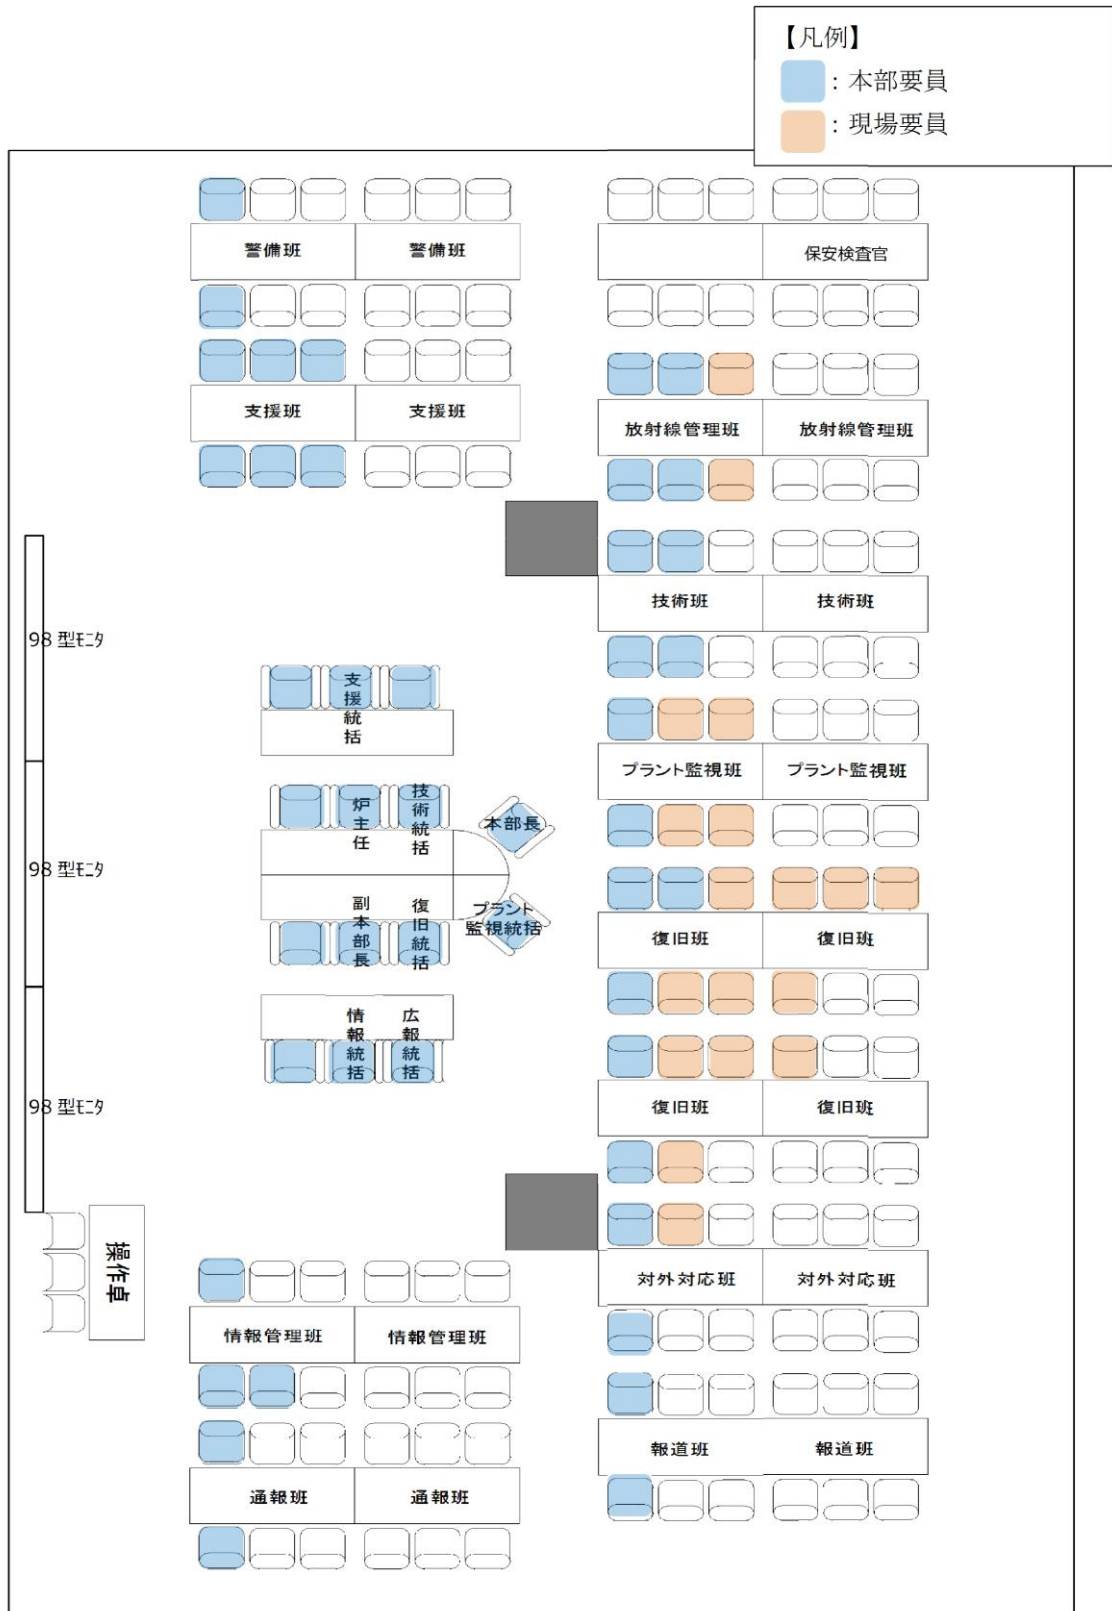 【凡例】
：本部要員
：現場要員
警備班 警備班
保安検査官
支援班 支援班
放射線管理班 放射線管理班
技術班 技術班
98 型モニタ
支援統括
プラント監視班 プラント監視班
炉主任
技術統括
本部長
98 型モニタ
副本部長
復旧統括
プラント
監視統括
復旧班 復旧班
情報統括
広報統括
98 型モニタ
復旧班 復旧班
操作卓
対外対応班 対外対応班
情報管理班 情報管理班
報道班 報道班
通報班 通報班